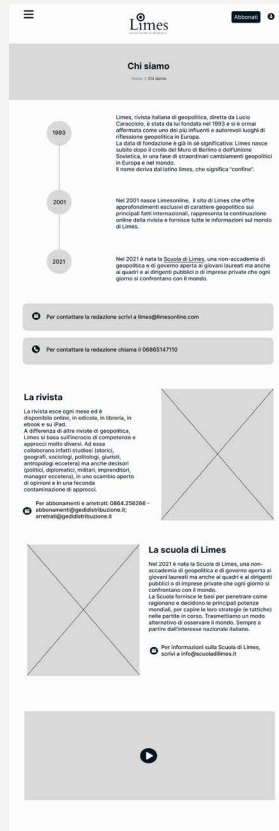 Limes
Abbonati
Chi siamo
Home / Chi siamo
1993
Limes, rivista italiana di geopolitica, diretta da Lucio
Caracciolo, è stata da lui fondata nel 1993 e si è ormai
affermata come uno dei più influenti e autorevoli luoghi di
riflessione geopolitica in Europa.
La data di fondazione è già in sé significativa: Limes nasce
subito dopo il crollo del Muro di Berlino e dell'Unione
Sovietica, in una fase di straordinari cambiamenti geopolitici
in Europa e nel mondo.
Il nome deriva dal latino limes, che significa "confine".
2001
Nel 2001 nasce Limesonline, il sito di Limes che offre
approfondimenti esclusivi di carattere geopolitico sui
principali fatti internazionali, rappresenta la continuazione
online della rivista e fornisce tutte le informazioni sul mondo
di Limes.
2021
Nel 2021 è nata la Scuola di Limes, una non-accademia di
geopolitica e di governo aperta ai giovani laureati ma anche
ai quadri e ai dirigenti pubblici o di imprese private che ogni
giorno si confrontano con il mondo.
Per contattare la redazione scrivi a limes@limesonline.com
Per contattare la redazione chiama il 06865147110
La rivista
La rivista esce ogni mese ed è
disponibile online, in edicola, in libreria, in
ebook e su iPad.
A differenza di altre riviste di geopolitica,
Limes si basa sull'incrocio di competenze e
approcci molto diversi. Ad essa
collaborano infatti studiosi (storici,
geografi, sociologi, politologi, giuristi,
antropologi eccetera) ma anche decisori
(politici, diplomatici, militari, imprenditori,
manager eccetera), in uno scambio aperto
di opinioni e in una feconda
contaminazione di approcci.
Per abbonamenti e arretrati: 0864.256266 -
abbonamenti@gedidistribuzione.it;
arretrati@gedidistribuzione.it
La scuola di Limes
Nel 2021 è nata la Scuola di Limes, una non-
accademia di geopolitica e di governo aperta ai
giovani laureati ma anche ai quadri e ai dirigenti
pubblici o di imprese private che ogni giorno si
confrontano con il mondo.
La Scuola fornisce le basi per penetrare come
ragionano e decidono le principali potenze
mondiali, per capire le loro strategie (e tattiche)
nelle partite in corso. Trasmettiamo un modo
alternativo di osservare il mondo. Sempre a
partire dall'interesse nazionale italiano.
Per informazioni sulla Scuola di Limes,
scrivi a info@scuoladilimes.it